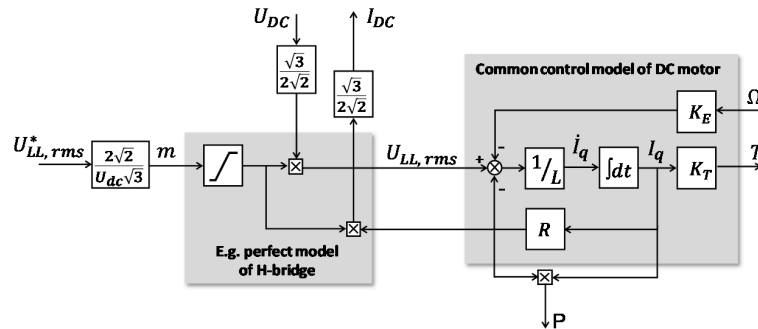 U_DC
I_DC
√3
2√2
√3
2√2
Common control model of DC motor
Ω
K_E
U*_LL, rms
2√2
U_dc√3
m
U_LL, rms
+
-
-
1/L
İ_q
∫dt
I_q
K_T
T
R
E.g. perfect model
of H-bridge
P